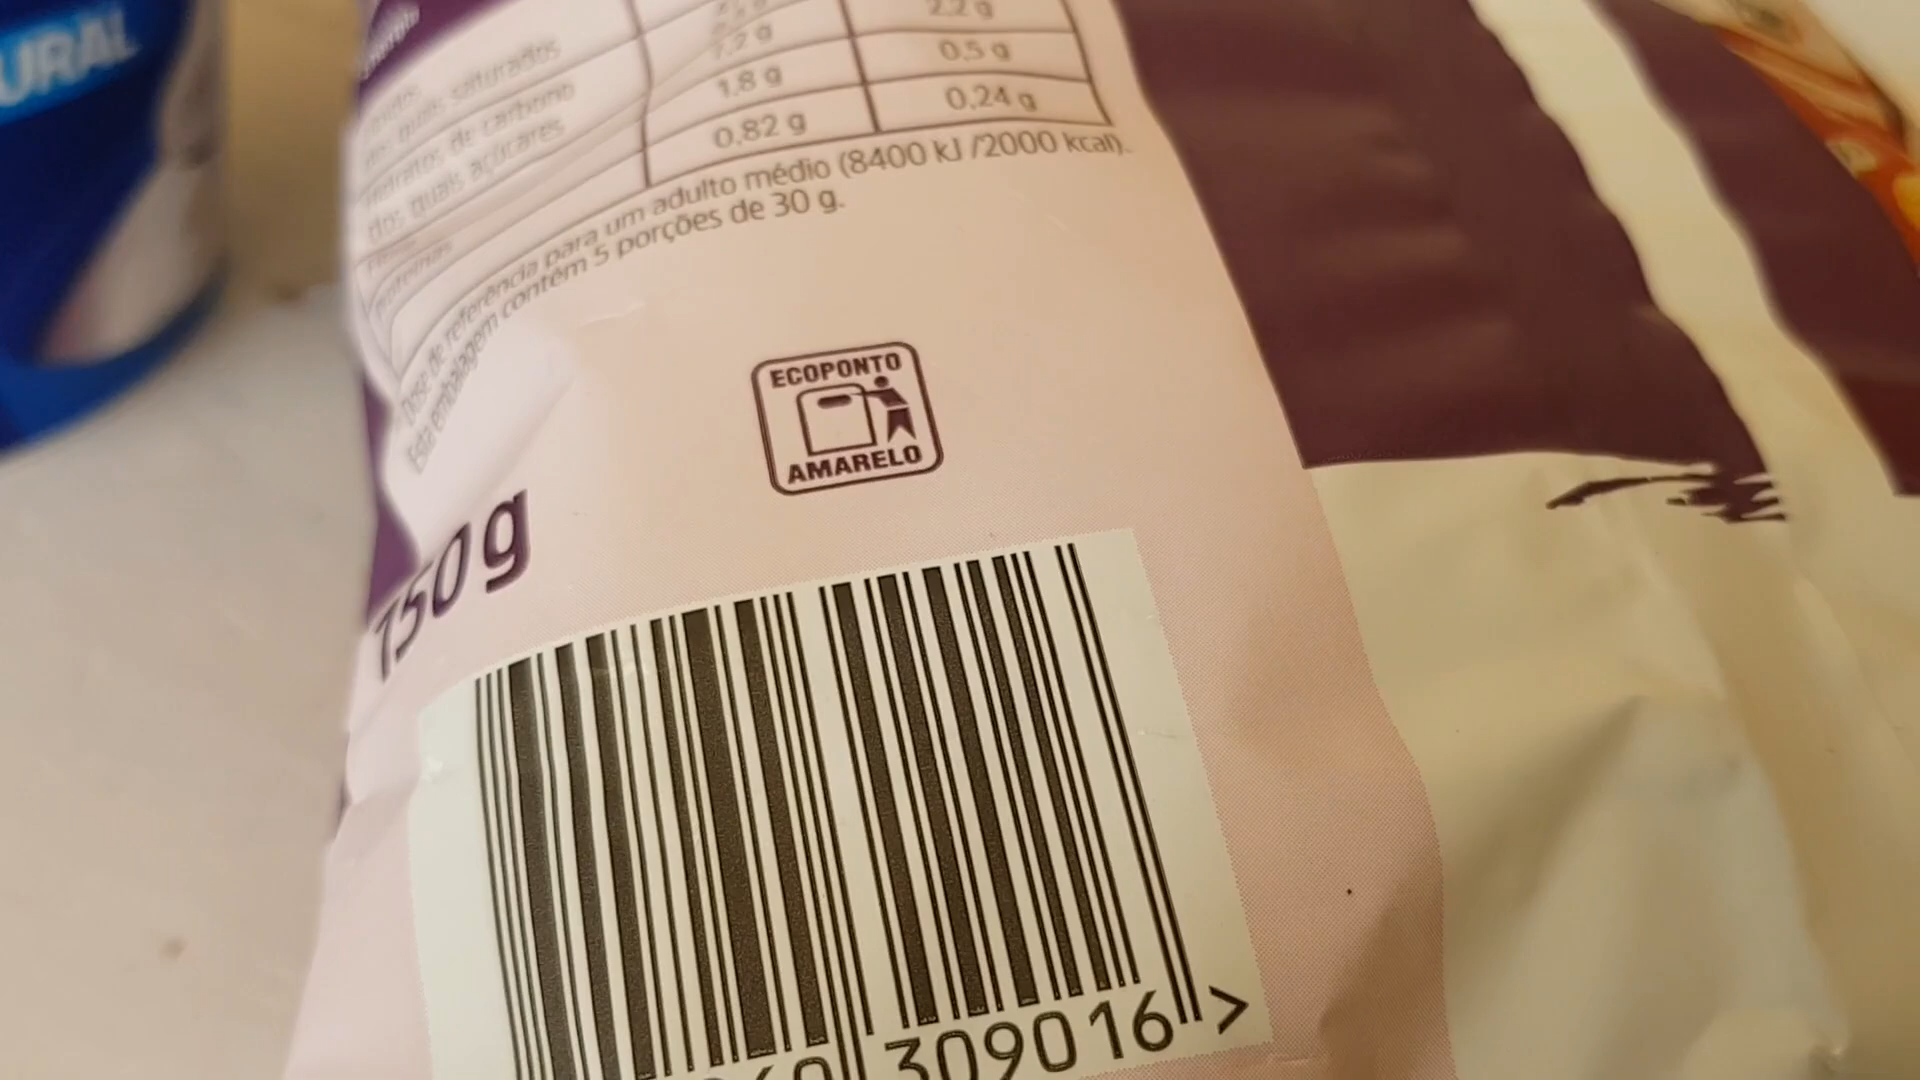 URAL
2,2 g
7,2 g
0,5 g
dos quais saturados
1,8 g
0,24 g
Hidratos de carbono
0,82 g
dos quais açúcares
Proteínas
Dose de referência para um adulto médio (8400 kJ /2000 kcal).
Esta embalagem contém 5 porções de 30 g.
ECOPONTO
AMARELO
150 g
309016 >